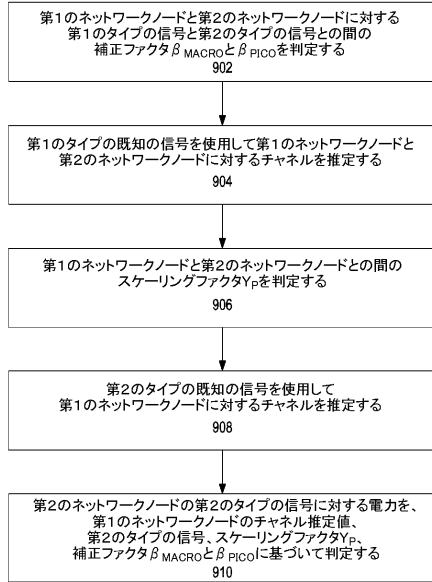 第1のネットワークノードと第2のネットワークノードに対する
第1のタイプの信号と第2のタイプの信号との間の
補正ファクタβMACROとβPICOを判定する
902
第1のタイプの既知の信号を使用して第1のネットワークノードと
第2のネットワークノードに対するチャネルを推定する
904
第1のネットワークノードと第2のネットワークノードとの間の
スケーリングファクタYPを判定する
906
第2のタイプの既知の信号を使用して
第1のネットワークノードに対するチャネルを推定する
908
第2のネットワークノードの第2のタイプの信号に対する電力を、
第1のネットワークノードのチャネル推定値、
第2のタイプの信号、スケーリングファクタYP、
補正ファクタβMACROとβPICOに基づいて判定する
910